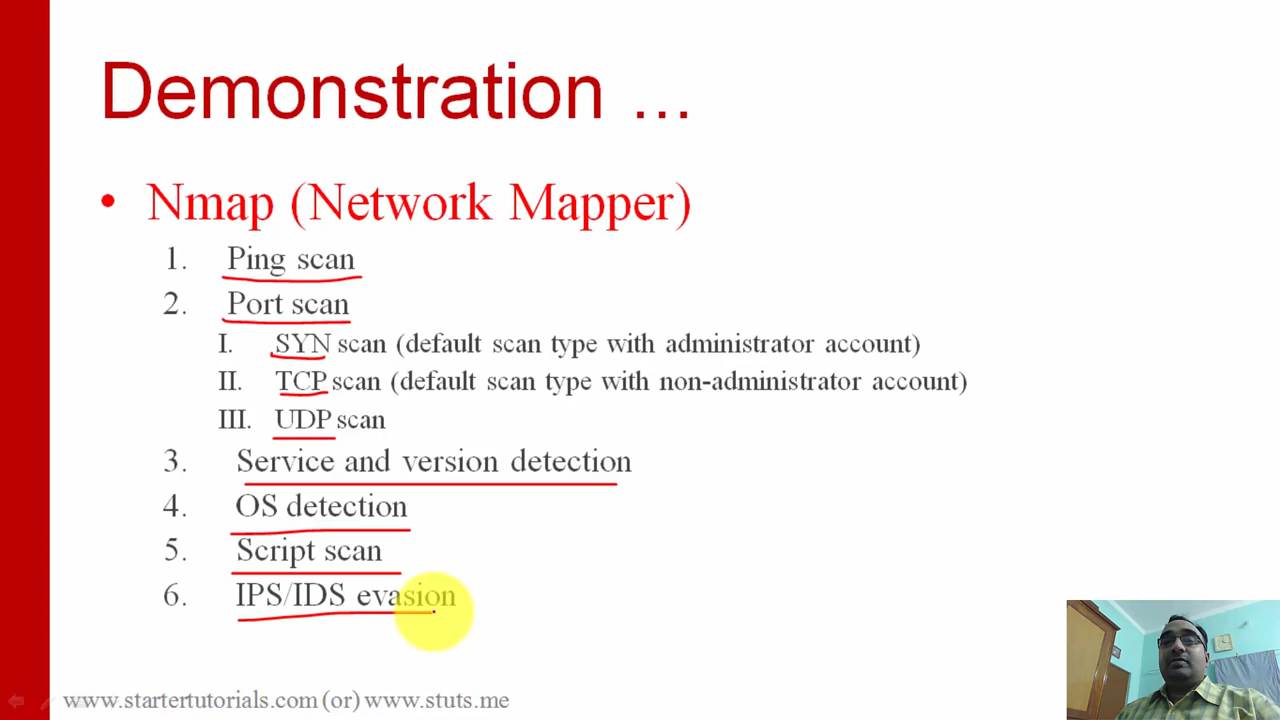 Demonstration ...
• Nmap (Network Mapper)
1. Ping scan
2. Port scan
I. SYN scan (default scan type with administrator account)
II. TCP scan (default scan type with non-administrator account)
III. UDP scan
3. Service and version detection
4. OS detection
5. Script scan
6. IPS/IDS evasion
www.startertutorials.com (or) www.stuts.me